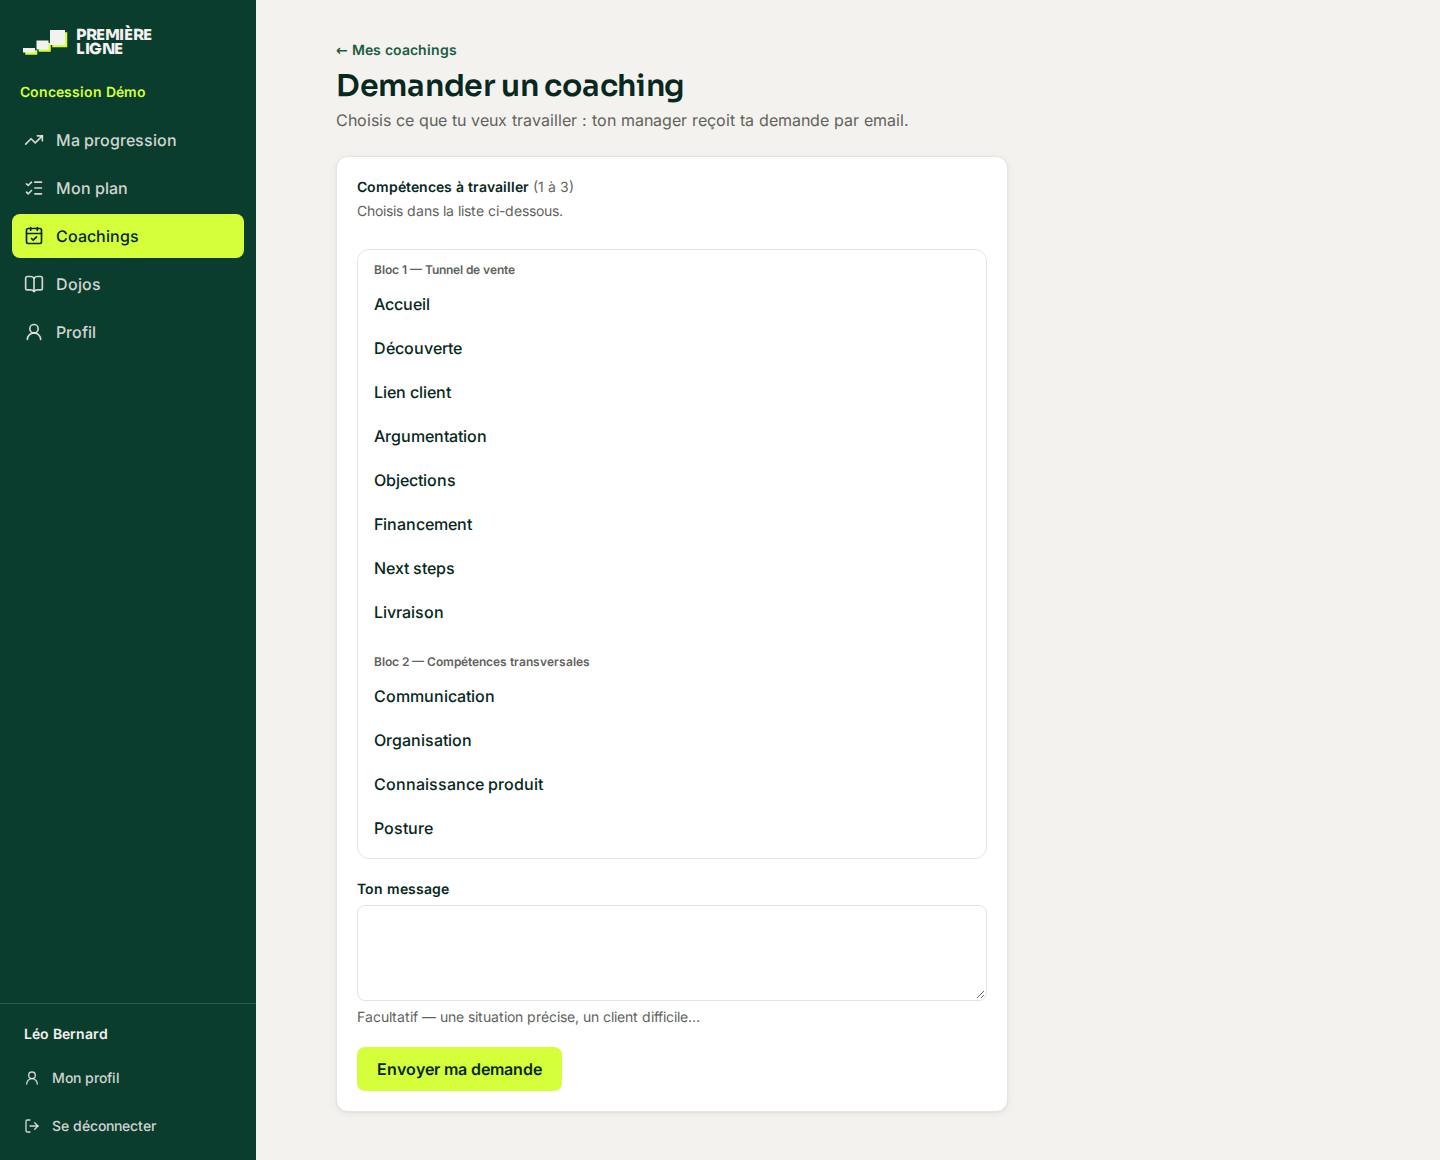 PREMIÈRE
LIGNE
Concession Démo
Ma progression
Mon plan
Coachings
Dojos
Profil
Léo Bernard
Mon profil
Se déconnecter
← Mes coachings
Demander un coaching
Choisis ce que tu veux travailler : ton manager reçoit ta demande par email.
Compétences à travailler (1 à 3)
Choisis dans la liste ci-dessous.
Bloc 1 — Tunnel de vente
Accueil
Découverte
Lien client
Argumentation
Objections
Financement
Next steps
Livraison
Bloc 2 — Compétences transversales
Communication
Organisation
Connaissance produit
Posture
Ton message
Facultatif — une situation précise, un client difficile…
Envoyer ma demande